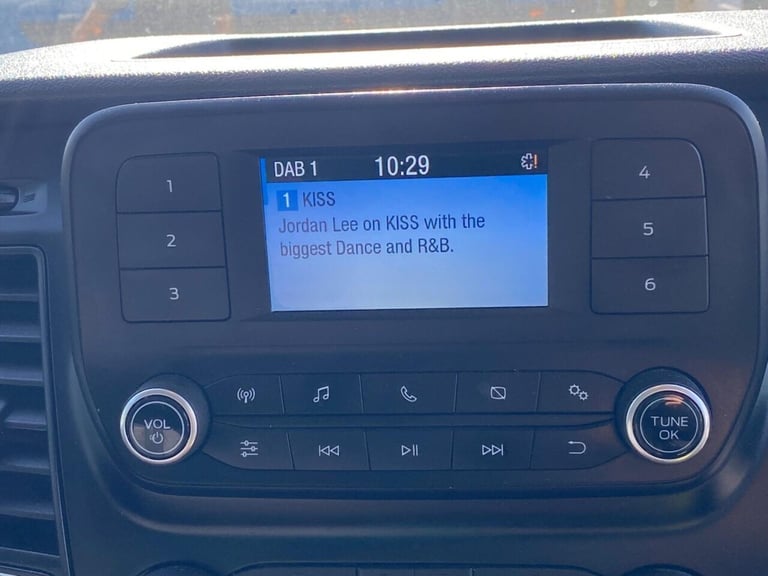 DAB 1 10:29
1 KISS
Jordan Lee on KISS with the
biggest Dance and R&B.
1
2
3
4
5
6
VOL
TUNE
OK